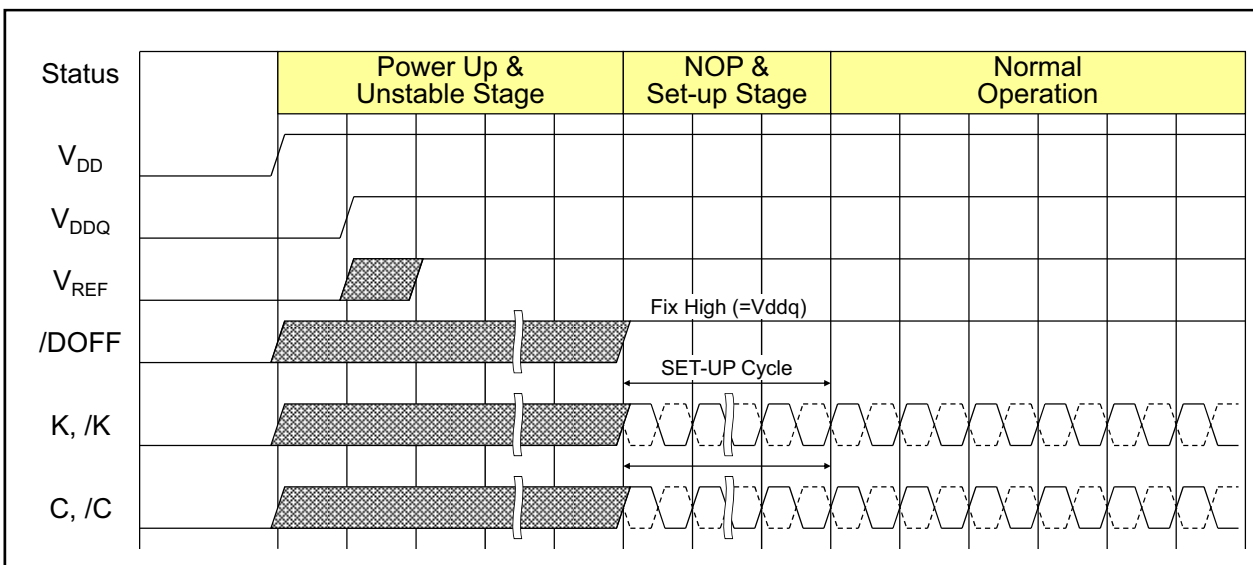 Status
Power Up &
Unstable Stage
NOP &
Set-up Stage
Normal
Operation
VDD
VDDQ
VREF
Fix High (=Vddq)
/DOFF
SET-UP Cycle
K, /K
C, /C